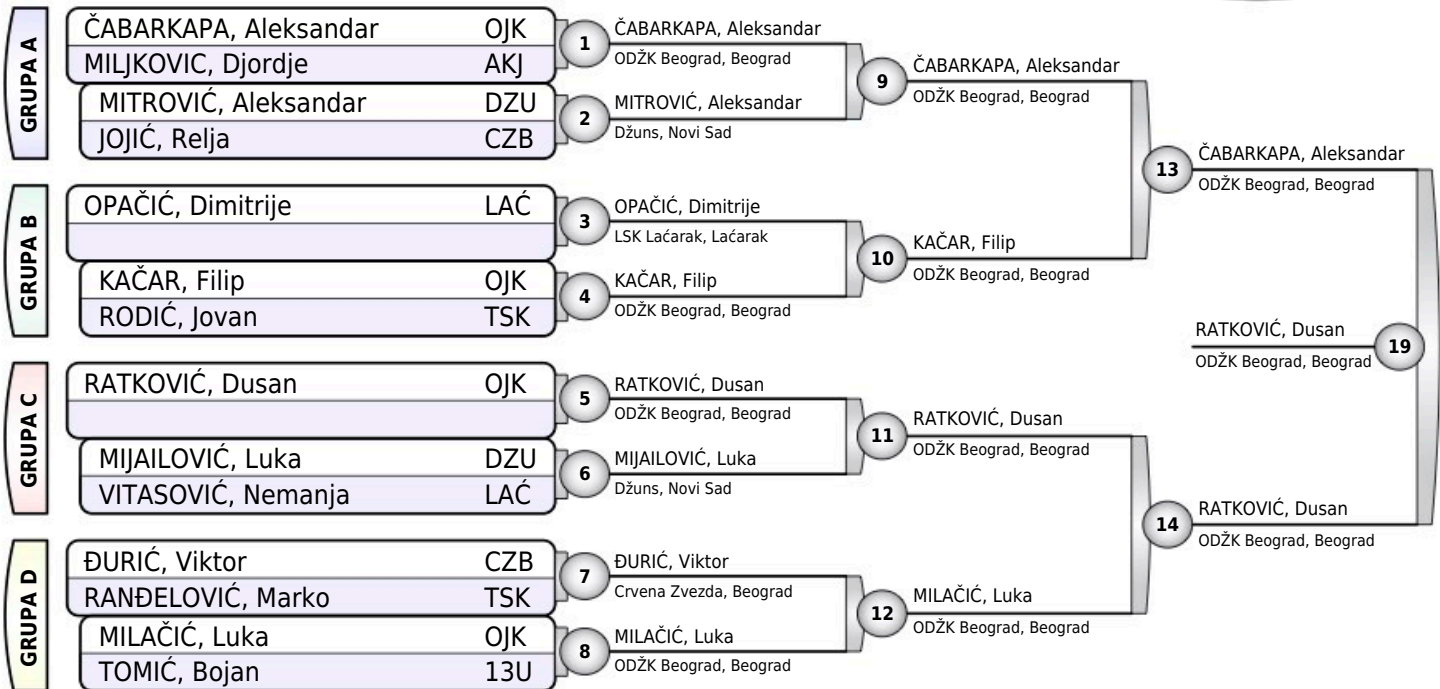 GRUPA A
ČABARKAPA, Aleksandar OJK
MILJKOVIC, Djordje AKJ
MITROVIĆ, Aleksandar DZU
JOJIĆ, Relja CZB
GRUPA B
OPAČIĆ, Dimitrije LAĆ
KAČAR, Filip OJK
RODIĆ, Jovan TSK
GRUPA C
RATKOVIĆ, Dusan OJK
MIJAILOVIĆ, Luka DZU
VITASOVIĆ, Nemanja LAĆ
GRUPA D
ĐURIĆ, Viktor CZB
RANĐELOVIĆ, Marko TSK
MILAČIĆ, Luka OJK
TOMIĆ, Bojan 13U
1
ČABARKAPA, Aleksandar
ODŽK Beograd, Beograd
2
MITROVIĆ, Aleksandar
Džuns, Novi Sad
3
OPAČIĆ, Dimitrije
LSK Laćarak, Laćarak
4
KAČAR, Filip
ODŽK Beograd, Beograd
5
RATKOVIĆ, Dusan
ODŽK Beograd, Beograd
6
MIJAILOVIĆ, Luka
Džuns, Novi Sad
7
ĐURIĆ, Viktor
Crvena Zvezda, Beograd
8
MILAČIĆ, Luka
ODŽK Beograd, Beograd
9
ČABARKAPA, Aleksandar
ODŽK Beograd, Beograd
10
KAČAR, Filip
ODŽK Beograd, Beograd
11
RATKOVIĆ, Dusan
ODŽK Beograd, Beograd
12
MILAČIĆ, Luka
ODŽK Beograd, Beograd
13
ČABARKAPA, Aleksandar
ODŽK Beograd, Beograd
14
RATKOVIĆ, Dusan
ODŽK Beograd, Beograd
RATKOVIĆ, Dusan
ODŽK Beograd, Beograd
19